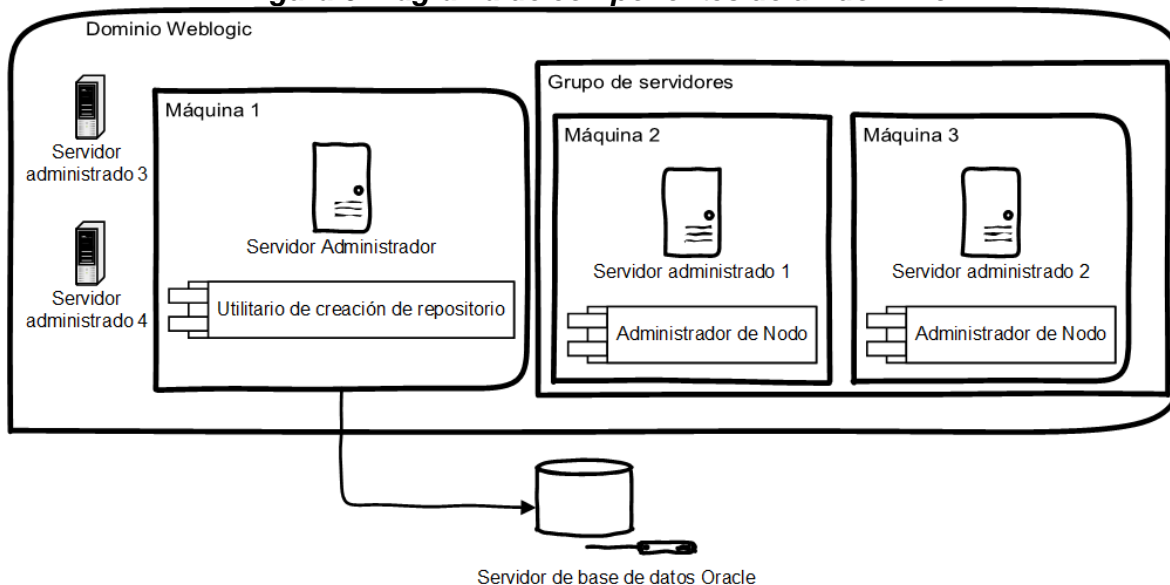 Dominio Weblogic
Servidor
administrado 3
Servidor
administrado 4
Máquina 1
Servidor Administrador
Utilitario de creación de repositorio
Grupo de servidores
Máquina 2
Servidor administrado 1
Administrador de Nodo
Máquina 3
Servidor administrado 2
Administrador de Nodo
Servidor de base de datos Oracle